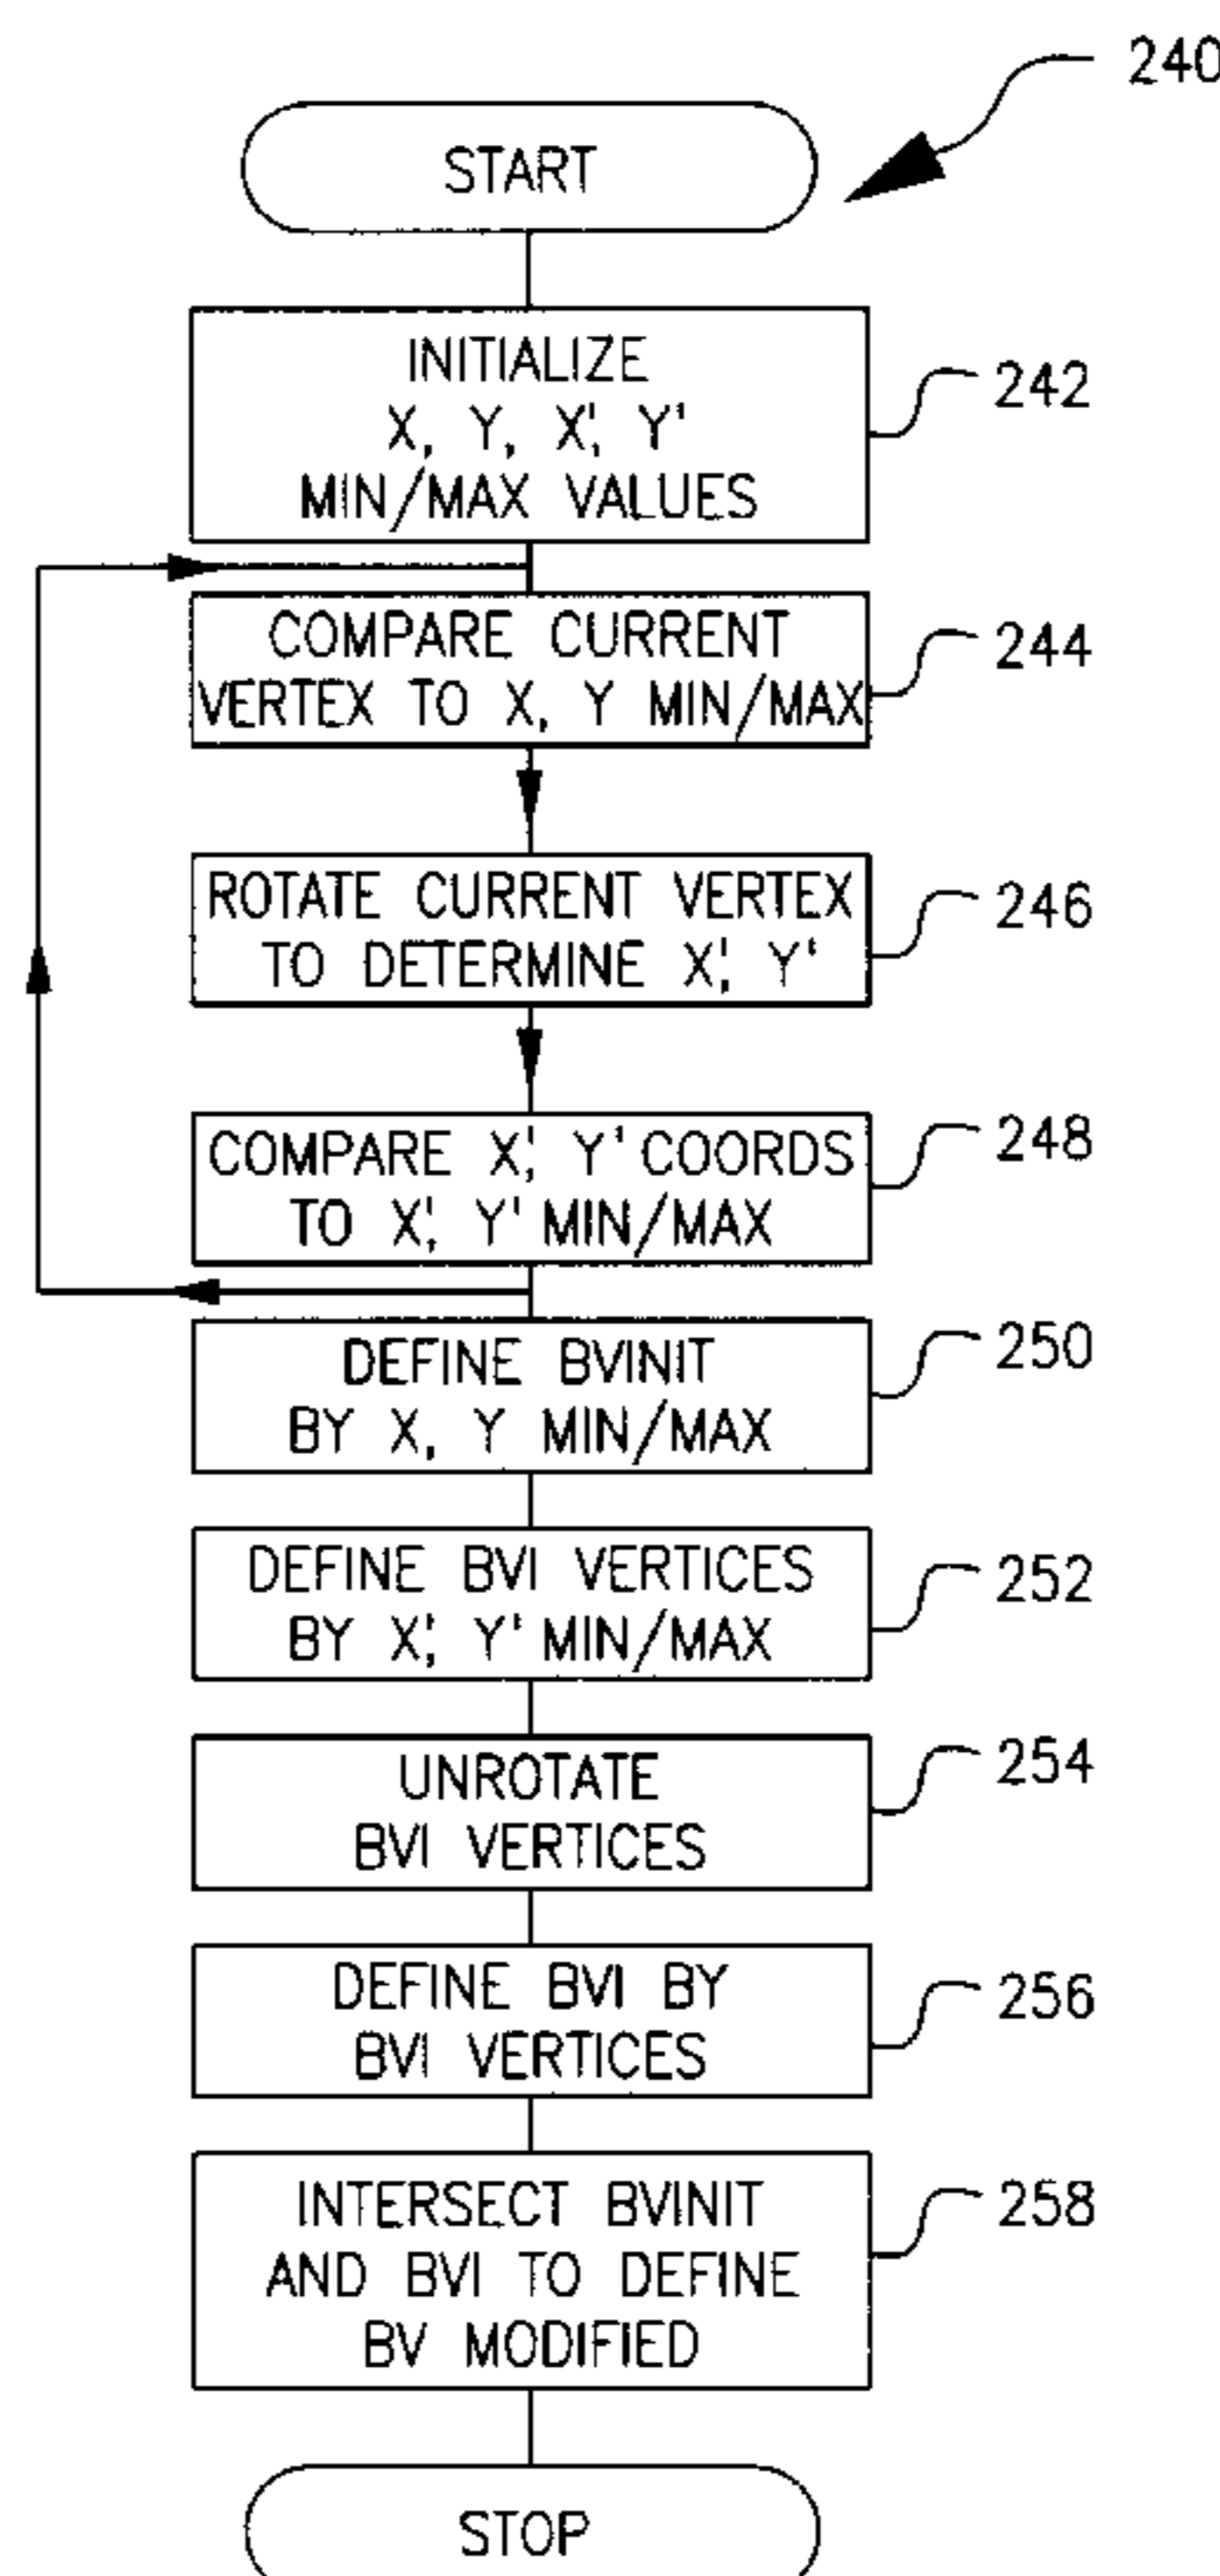 240
START
INITIALIZE
X, Y, X', Y'
MIN/MAX VALUES
242
COMPARE CURRENT
VERTEX TO X, Y MIN/MAX
244
ROTATE CURRENT VERTEX
TO DETERMINE X', Y'
246
COMPARE X', Y' COORDS
TO X', Y' MIN/MAX
248
DEFINE BVINIT
BY X, Y MIN/MAX
250
DEFINE BVI VERTICES
BY X', Y' MIN/MAX
252
UNROTATE
BVI VERTICES
254
DEFINE BVI BY
BVI VERTICES
256
INTERSECT BVINIT
AND BVI TO DEFINE
BV MODIFIED
258
STOP